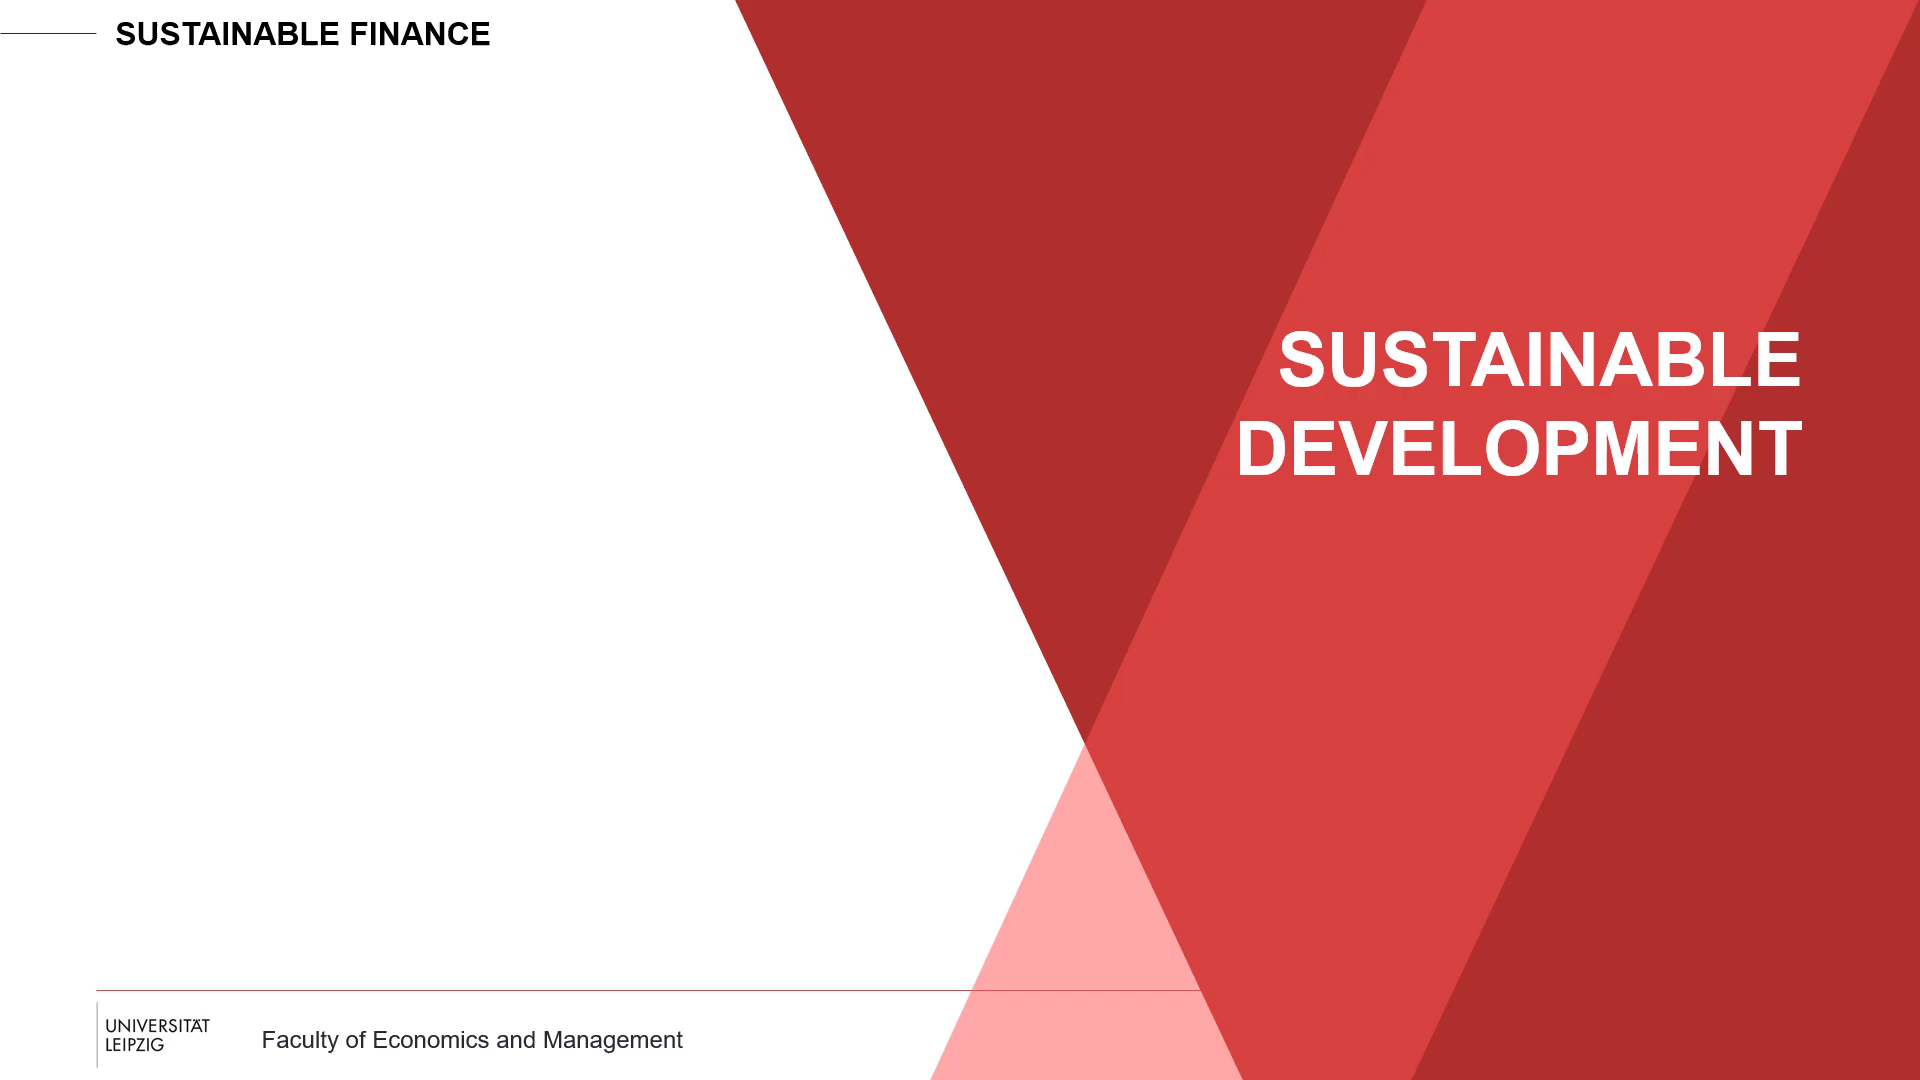 SUSTAINABLE FINANCE
SUSTAINABLE
DEVELOPMENT
UNIVERSITÄT
LEIPZIG
Faculty of Economics and Management